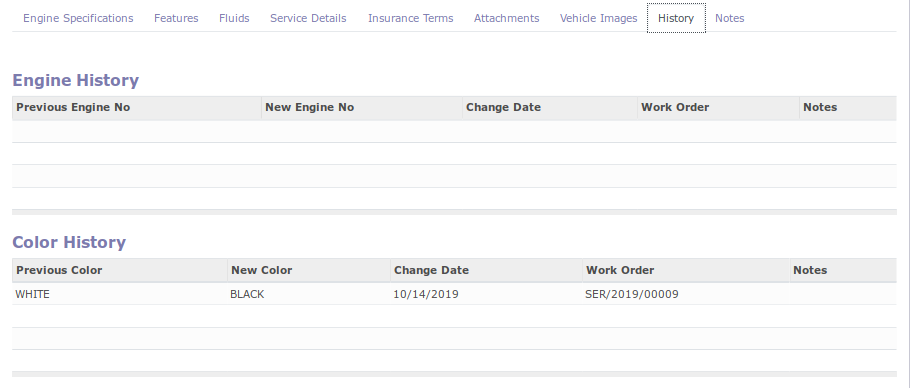 Engine Specifications Features Fluids Service Details Insurance Terms Attachments Vehicle Images History Notes
Engine History
Previous Engine No New Engine No Change Date Work Order Notes
Color History
Previous Color New Color Change Date Work Order Notes
WHITE BLACK 10/14/2019 SER/2019/00009